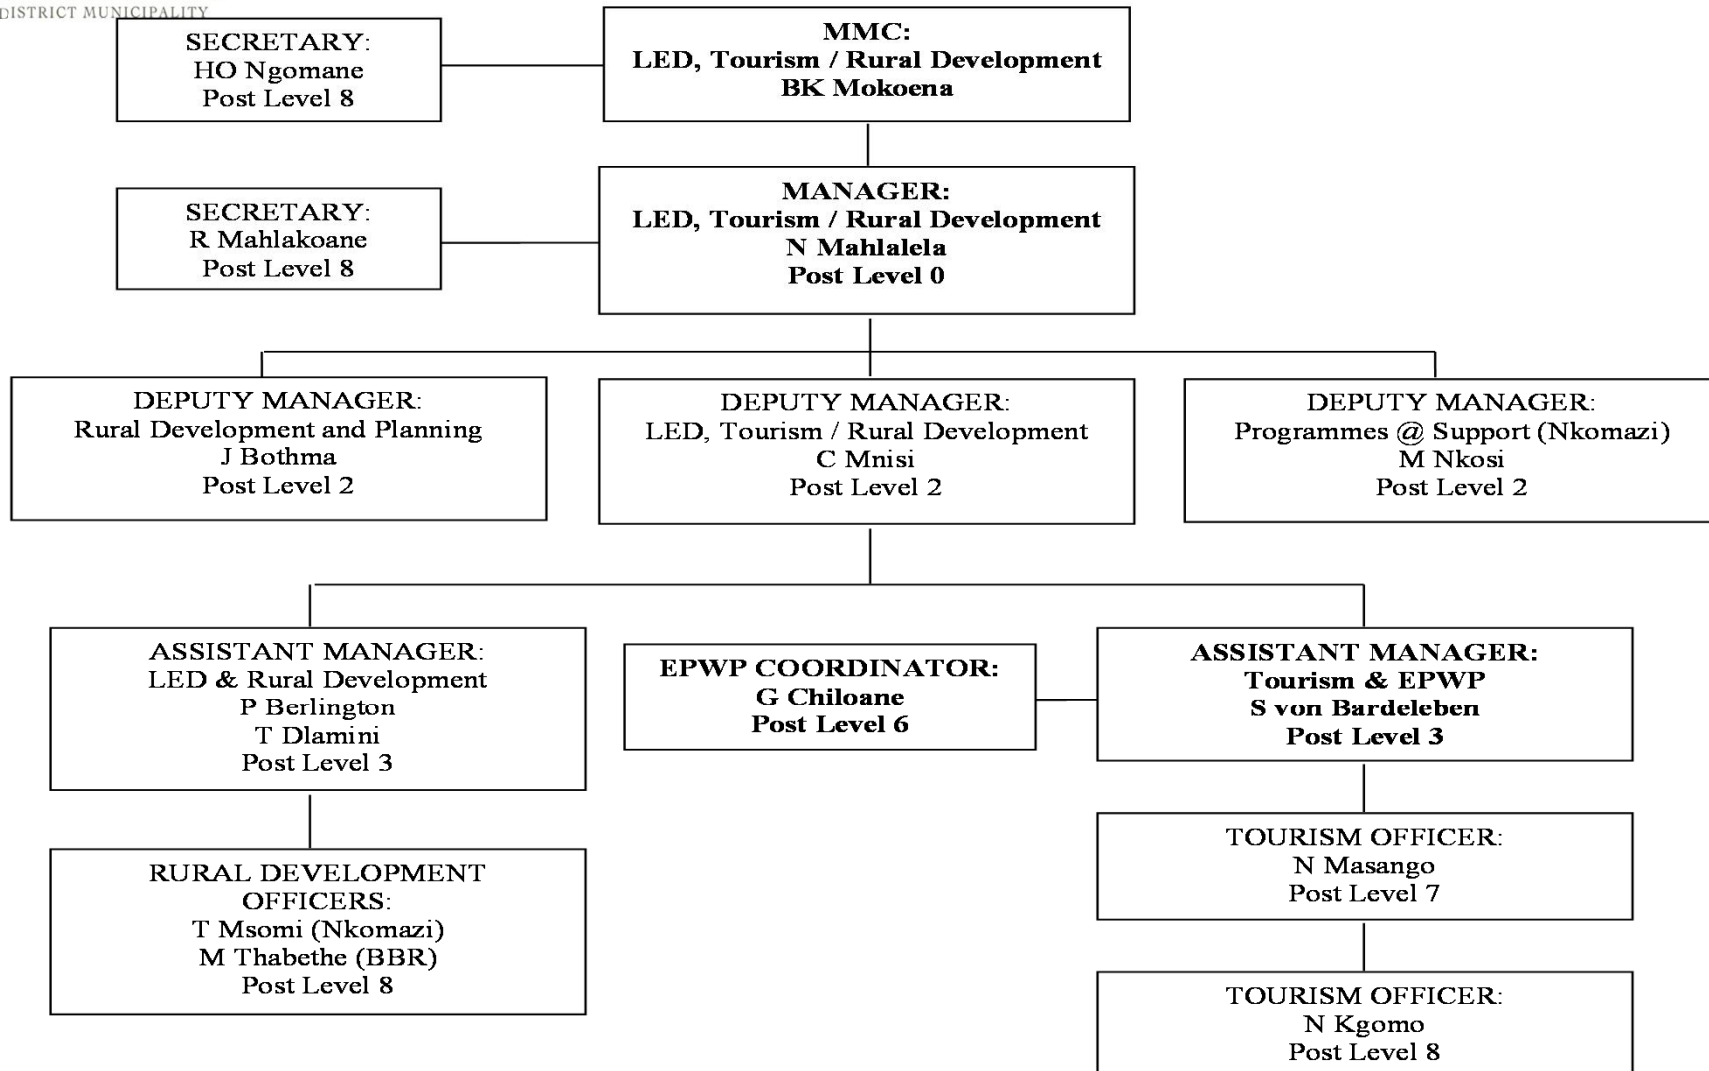 DISTRICT MUNICIPALITY
SECRETARY:
HO Ngomane
Post Level 8
MMC:
LED, Tourism / Rural Development
BK Mokoena
SECRETARY:
R Mahlakoane
Post Level 8
MANAGER:
LED, Tourism / Rural Development
N Mahlalela
Post Level 0
DEPUTY MANAGER:
Rural Development and Planning
J Bothma
Post Level 2
DEPUTY MANAGER:
LED, Tourism / Rural Development
C Mnisi
Post Level 2
DEPUTY MANAGER:
Programmes @ Support (Nkomazi)
M Nkosi
Post Level 2
ASSISTANT MANAGER:
LED & Rural Development
P Berlington
T Dlamini
Post Level 3
EPWP COORDINATOR:
G Chiloane
Post Level 6
ASSISTANT MANAGER:
Tourism & EPWP
S von Bardeleben
Post Level 3
RURAL DEVELOPMENT
OFFICERS:
T Msomi (Nkomazi)
M Thabethe (BBR)
Post Level 8
TOURISM OFFICER:
N Masango
Post Level 7
TOURISM OFFICER:
N Kgomo
Post Level 8